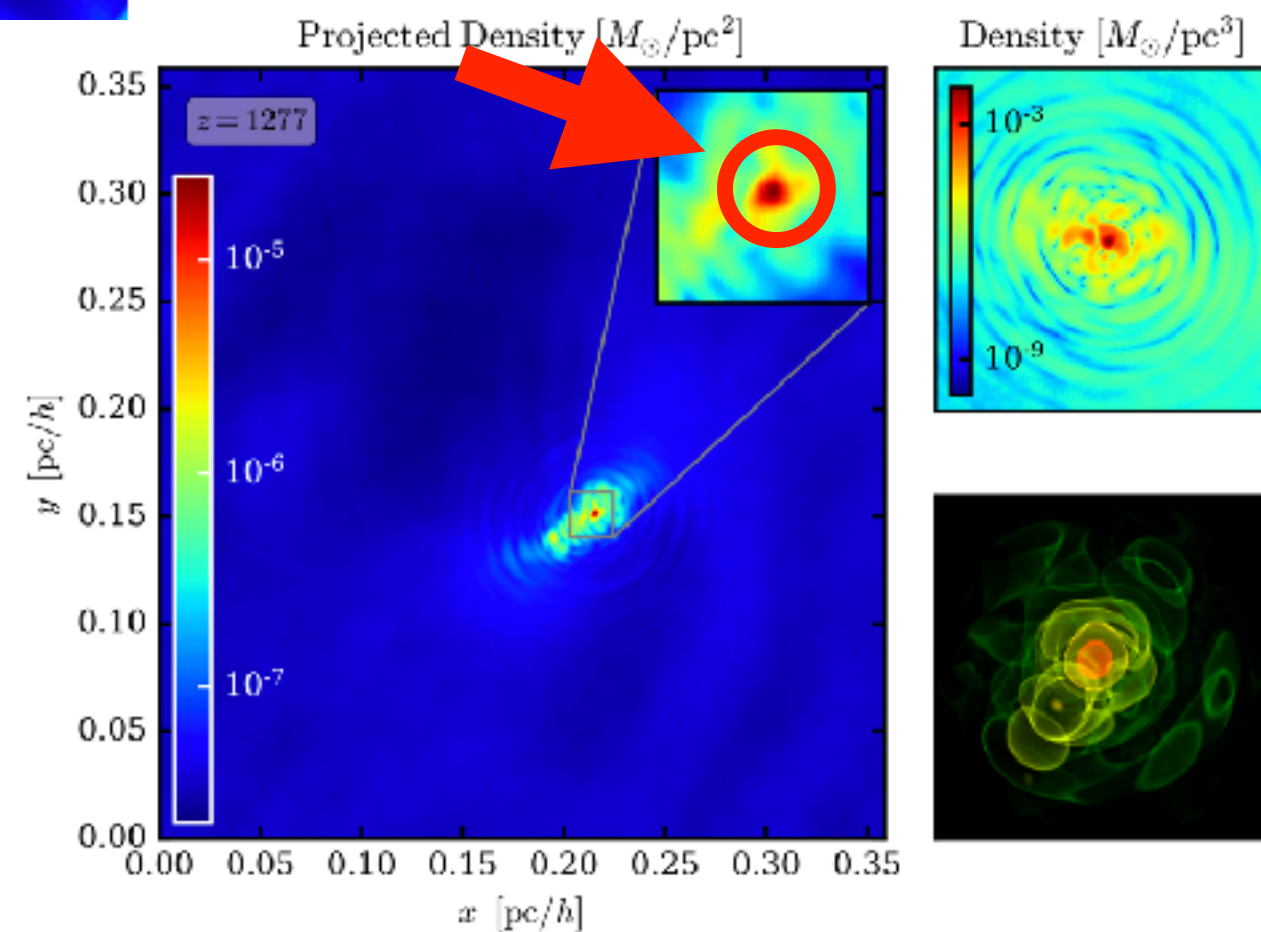 Projected Density [M☉/pc²]
Density [M☉/pc³]
z = 1277
0.35
0.30
0.25
0.20
0.15
0.10
0.05
0.00
y [pc/h]
10⁻⁵
10⁻⁶
10⁻⁷
10⁻³
10⁻⁹
0.00 0.05 0.10 0.15 0.20 0.25 0.30 0.35
x [pc/h]